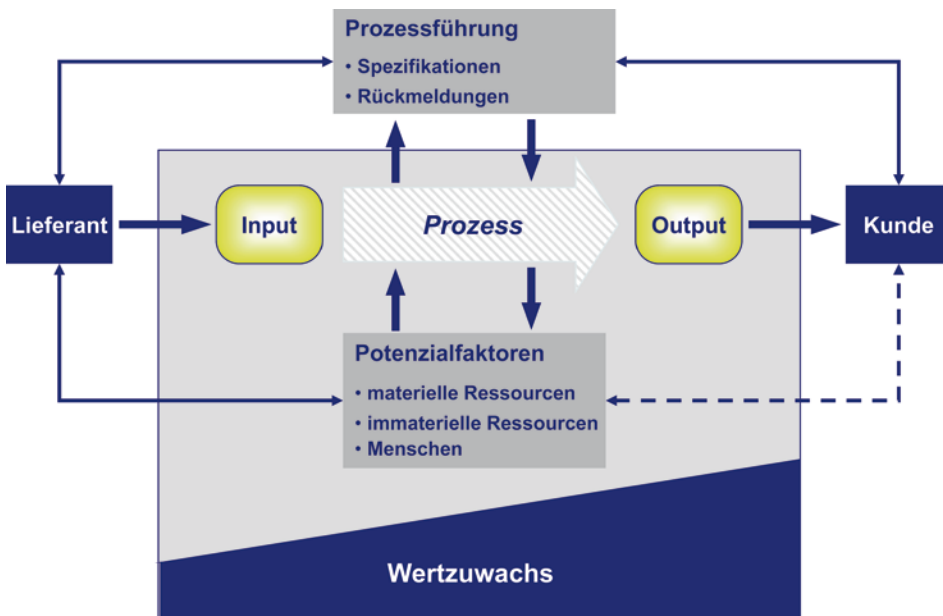 Prozessführung
• Spezifikationen
• Rückmeldungen
Lieferant
Input
Prozess
Output
Kunde
Potenzialfaktoren
• materielle Ressourcen
• immaterielle Ressourcen
• Menschen
Wertzuwachs